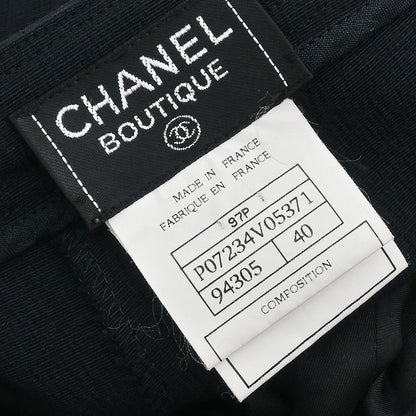 CHANEL
BOUTIQUE
MADE IN FRANCE
FABRIQUE EN FRANCE
97P
P07234V05371
94305 40
COMPOSITION